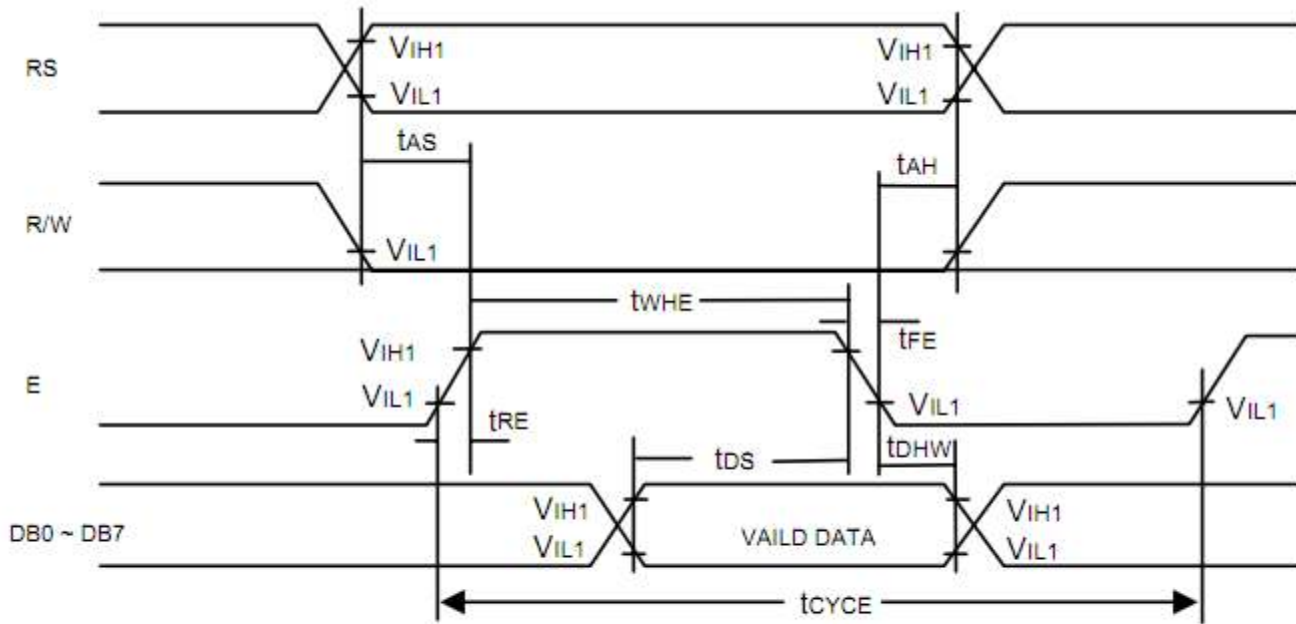 VIH1 VIH1
RS
VIL1 VIL1
tAS
tAH
R/W
VIL1
tWHE
tFE
VIH1
E
VIL1 VIL1 VIL1
tRE
tDS tDHW
VIH1 VIH1
DB0 ~ DB7 VAILD DATA
VIL1 VIL1
tCYCE